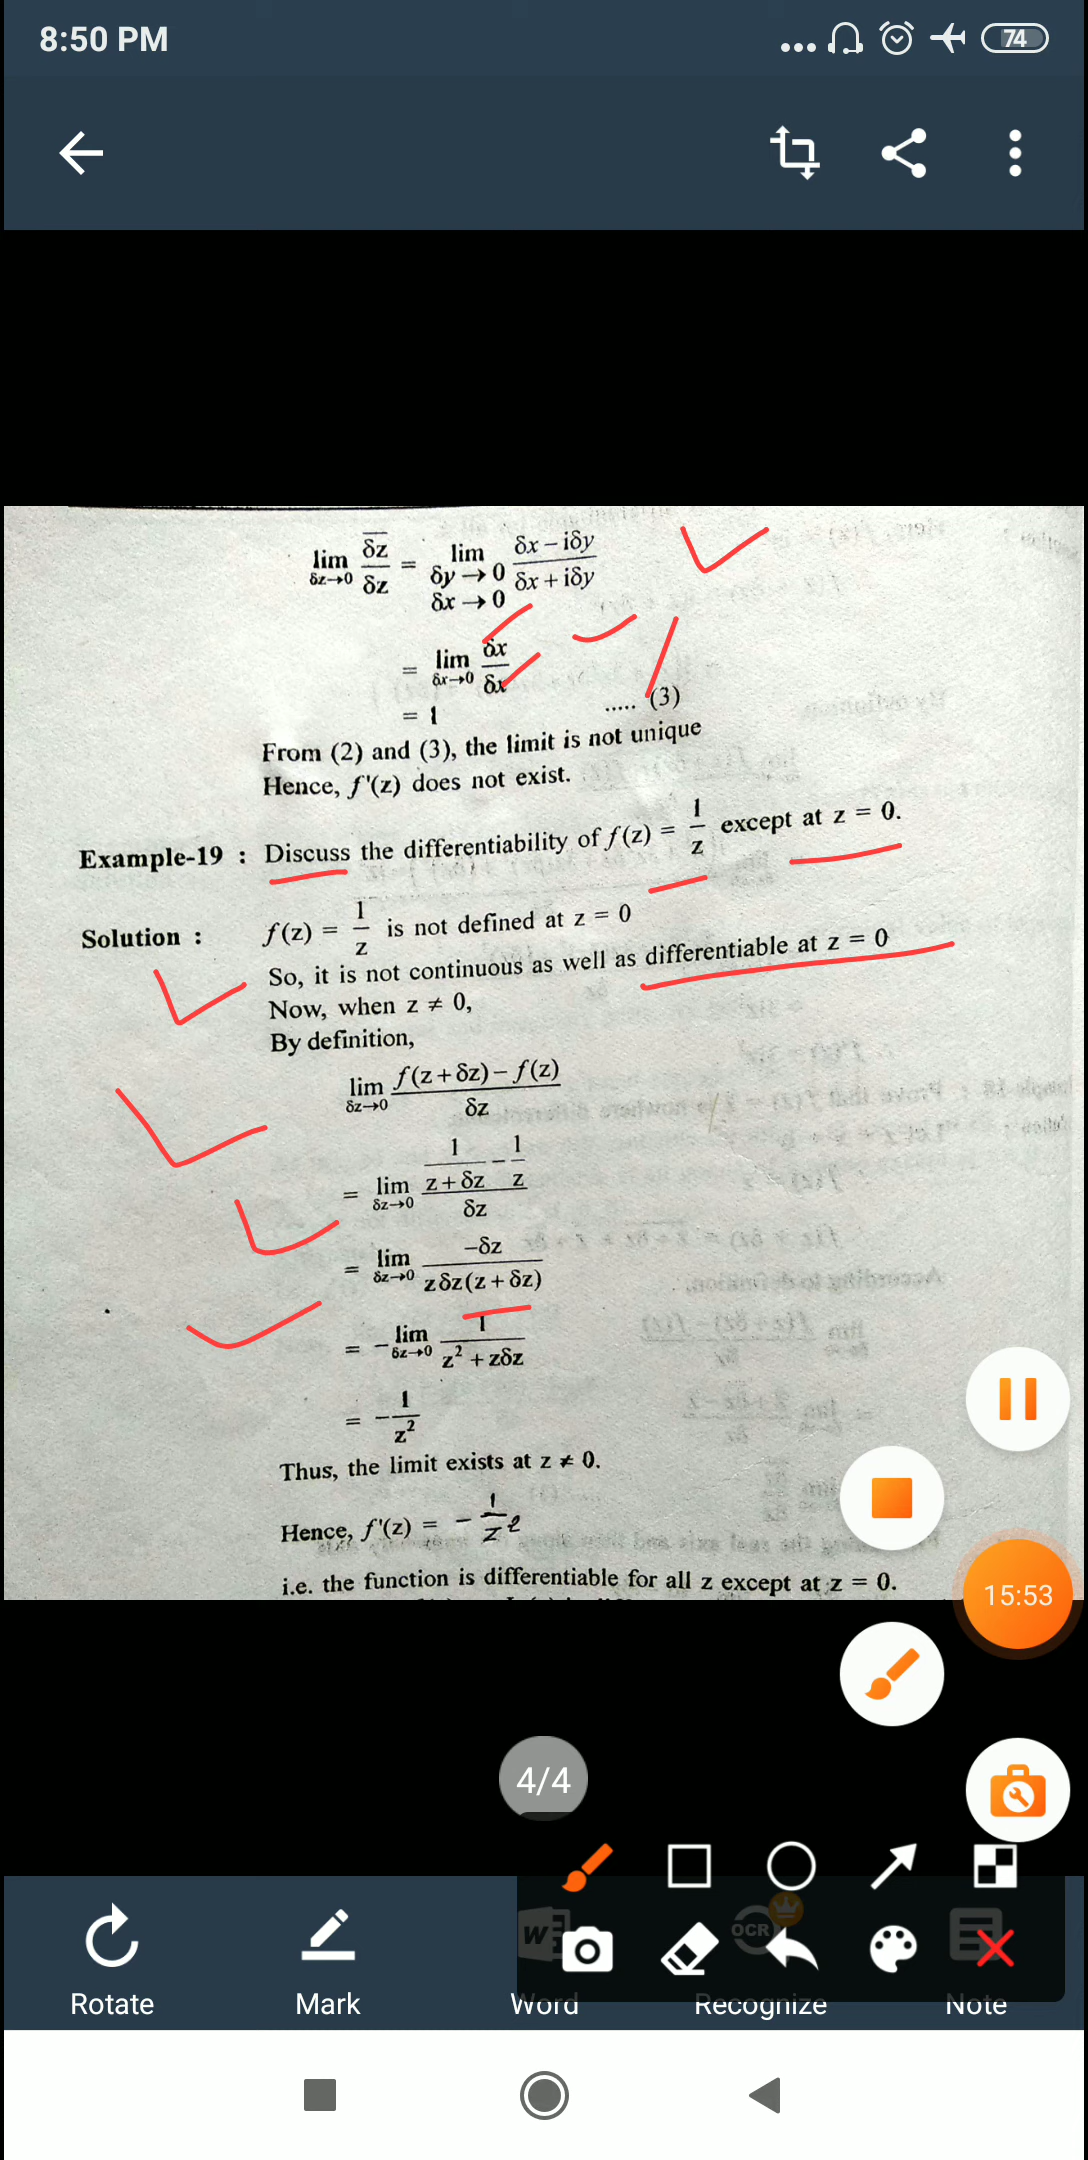 8:50 PM
74
lim δz→0 \overline{δz}/δz = lim δy→0 δx→0 (δx – iδy)/(δx + iδy)
= lim δx→0 δx/δx
= 1 ..... (3)
From (2) and (3), the limit is not unique
Hence, f'(z) does not exist.
Example-19 : Discuss the differentiability of f(z) = 1/z except at z = 0.
Solution : f(z) = 1/z is not defined at z = 0
So, it is not continuous as well as differentiable at z = 0
Now, when z ≠ 0,
By definition,
lim δz→0 (f(z+δz) – f(z))/δz
= lim δz→0 (1/(z+δz) – 1/z)/δz
= lim δz→0 –δz/(zδz(z+δz))
= – lim δz→0 1/(z² + zδz)
= – 1/z²
Thus, the limit exists at z ≠ 0.
Hence, f'(z) = – 1/z²
i.e. the function is differentiable for all z except at z = 0.
15:53
4/4
W
OCR
Rotate
Mark
Word
Recognize
Note